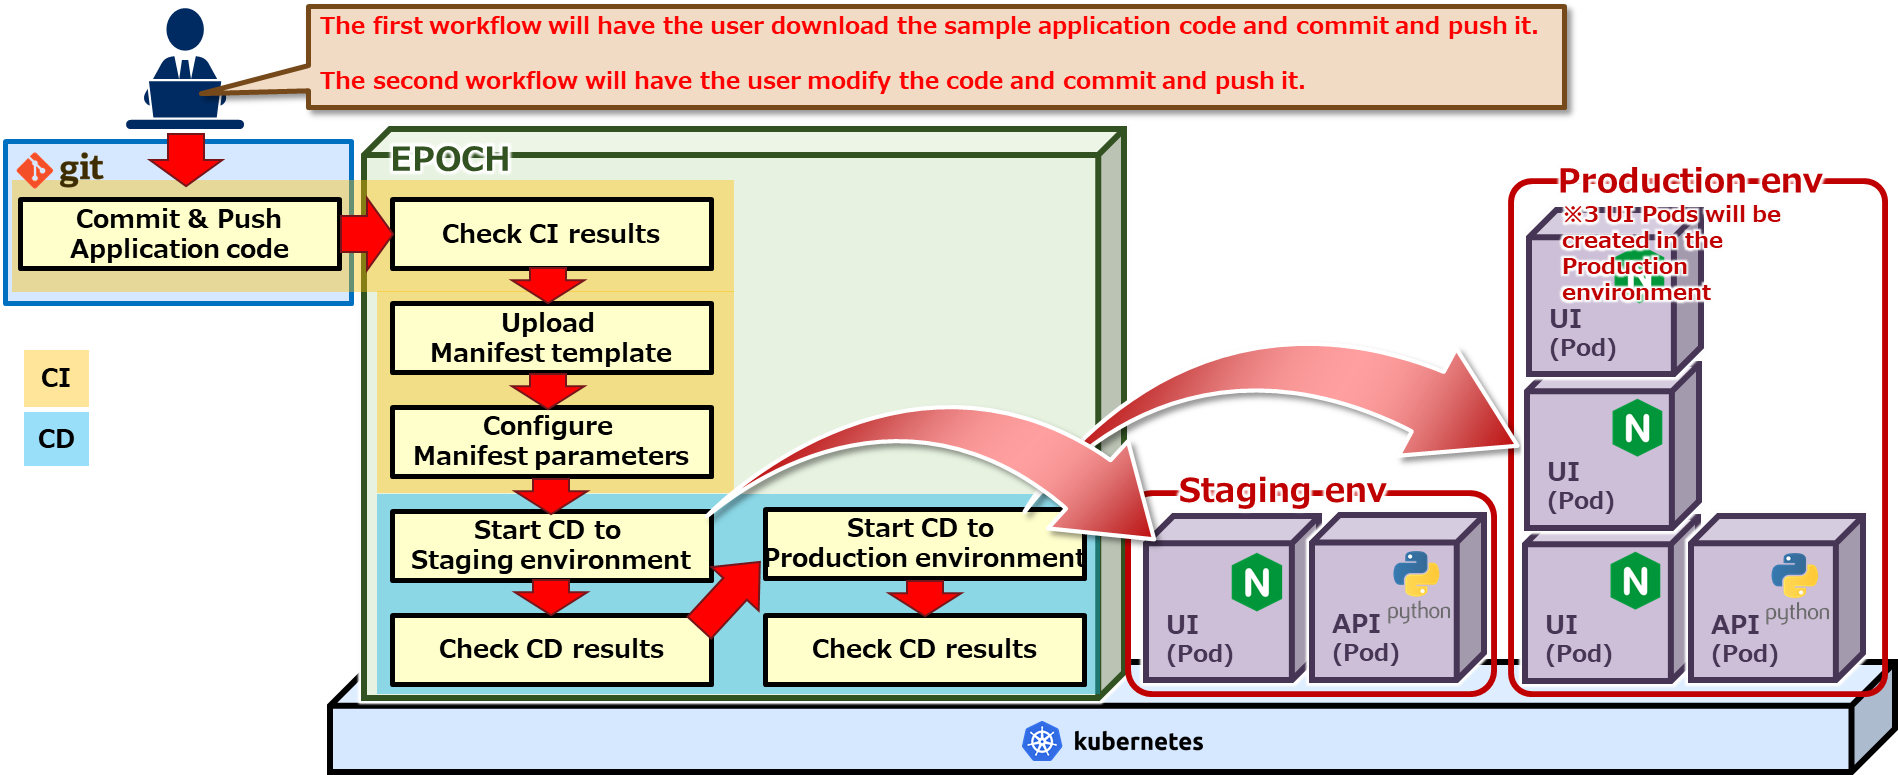 The first workflow will have the user download the sample application code and commit and push it.
The second workflow will have the user modify the code and commit and push it.
git
Commit & Push
Application code
CI
CD
EPOCH
Check CI results
Upload
Manifest template
Configure
Manifest parameters
Start CD to
Staging environment
Check CD results
Start CD to
Production environment
Check CD results
Staging env
UI
(Pod)
API
(Pod)
python
Production env
※3 UI Pods will be
created in the
Production
environment
UI
(Pod)
UI
(Pod)
UI
(Pod)
API
(Pod)
python
kubernetes